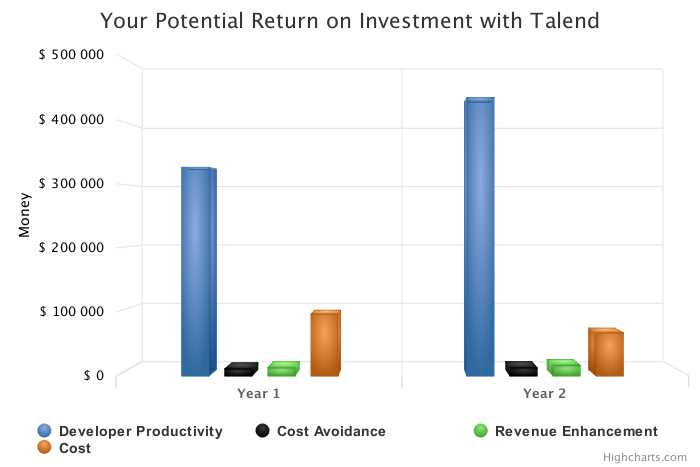 Your Potential Return on Investment with Talend
$ 500 000
$ 400 000
$ 300 000
$ 200 000
$ 100 000
$ 0
Money
Year 1
Year 2
Developer Productivity
Cost Avoidance
Revenue Enhancement
Cost
Highcharts.com